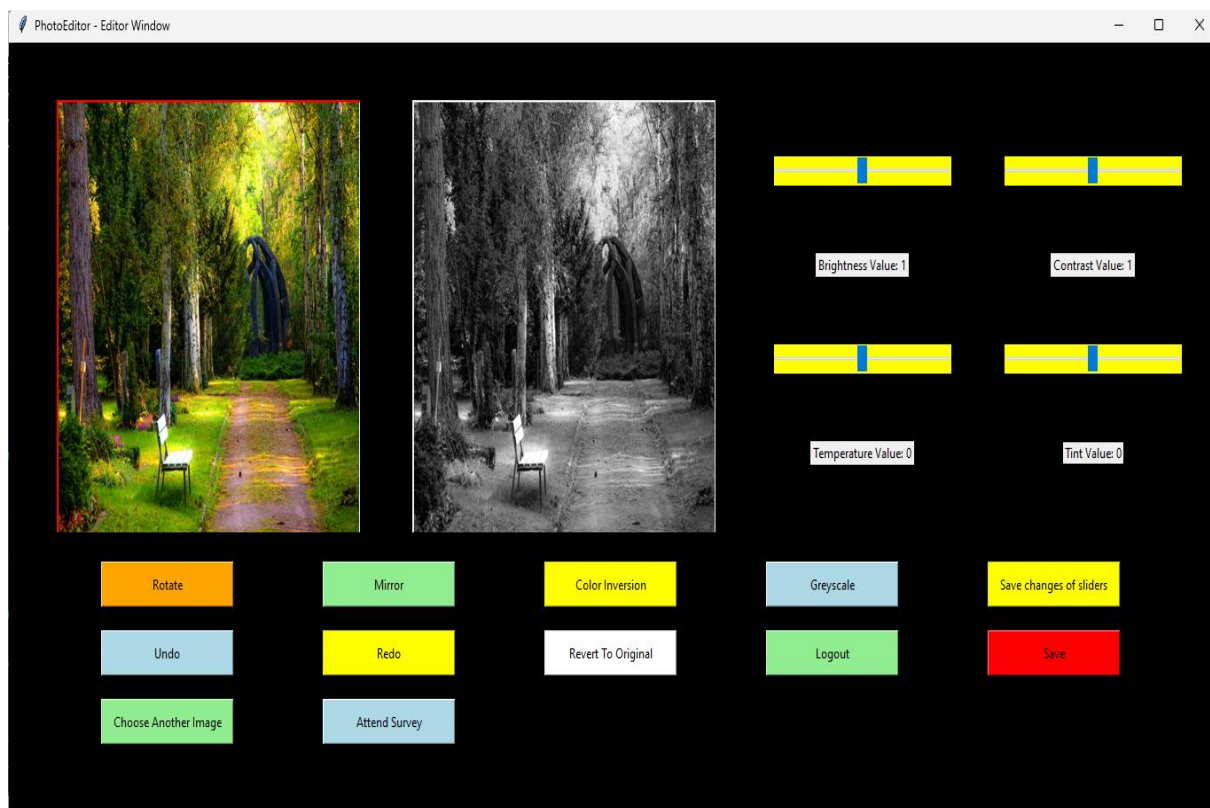 PhotoEditor - Editor Window
Brightness Value: 1
Contrast Value: 1
Temperature Value: 0
Tint Value: 0
Rotate
Mirror
Color Inversion
Greyscale
Save changes of sliders
Undo
Redo
Revert To Original
Logout
Save
Choose Another Image
Attend Survey